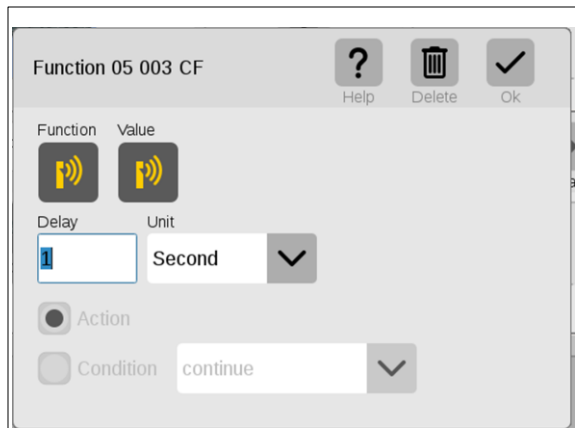 Function 05 003 CF
Help Delete Ok
Function Value
Delay Unit
1 Second
Action
Condition continue